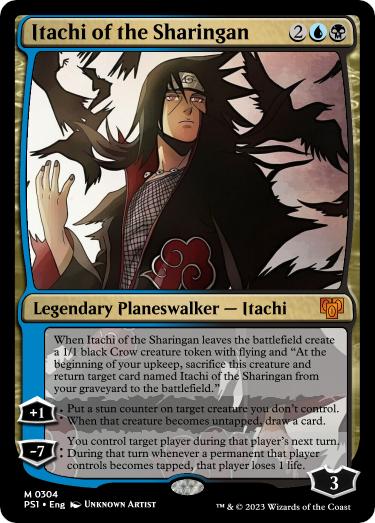 Itachi of the Sharingan 2
Legendary Planeswalker — Itachi
When Itachi of the Sharingan leaves the battlefield create
a 1/1 black Crow creature token with flying and “At the
beginning of your upkeep, sacrifice this creature and
return target card named Itachi of the Sharingan from
your graveyard to the battlefield.”
+1 : Put a stun counter on target creature you don't control.
When that creature becomes untapped, draw a card.
-7 : You control target player during that player's next turn.
During that turn whenever a permanent that player
controls becomes tapped, that player loses 1 life.
3
M 0304
PS1 • Eng Unknown Artist
™ & © 2023 Wizards of the Coast